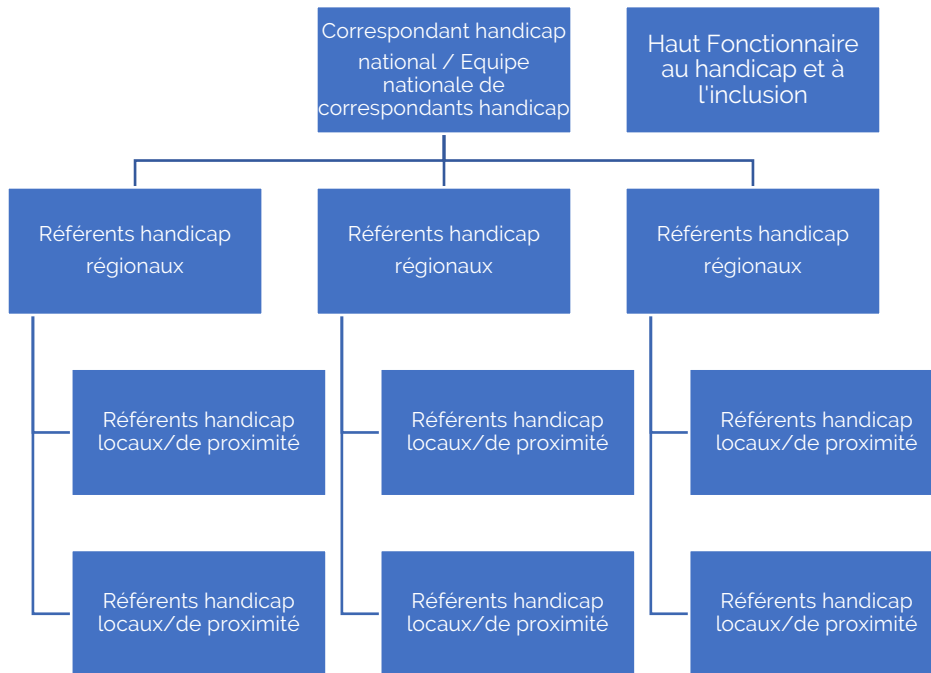 Correspondant handicap
national / Equipe
nationale de
correspondants handicap
Haut Fonctionnaire
au handicap et à
l'inclusion
Référents handicap
régionaux
Référents handicap
régionaux
Référents handicap
régionaux
Référents handicap
locaux/de proximité
Référents handicap
locaux/de proximité
Référents handicap
locaux/de proximité
Référents handicap
locaux/de proximité
Référents handicap
locaux/de proximité
Référents handicap
locaux/de proximité